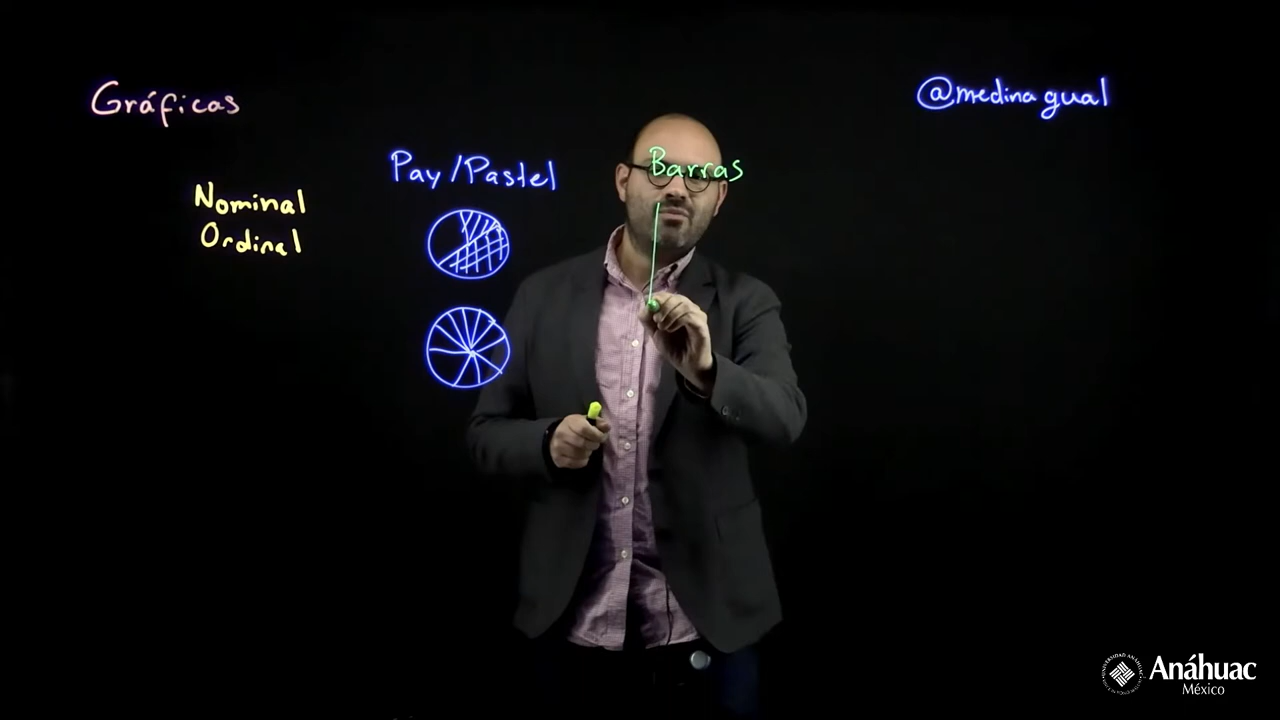 Gráficas
@medinagual
Pay/Pastel
Barras
Nominal
Ordinal
Anáhuac
México